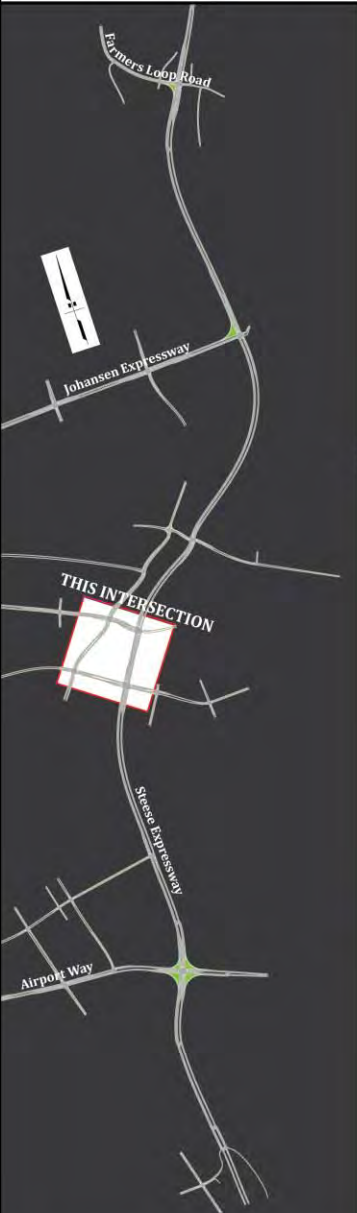 Farmers Loop Road
Johansen Expressway
THIS INTERSECTION
Steese Expressway
Airport Way